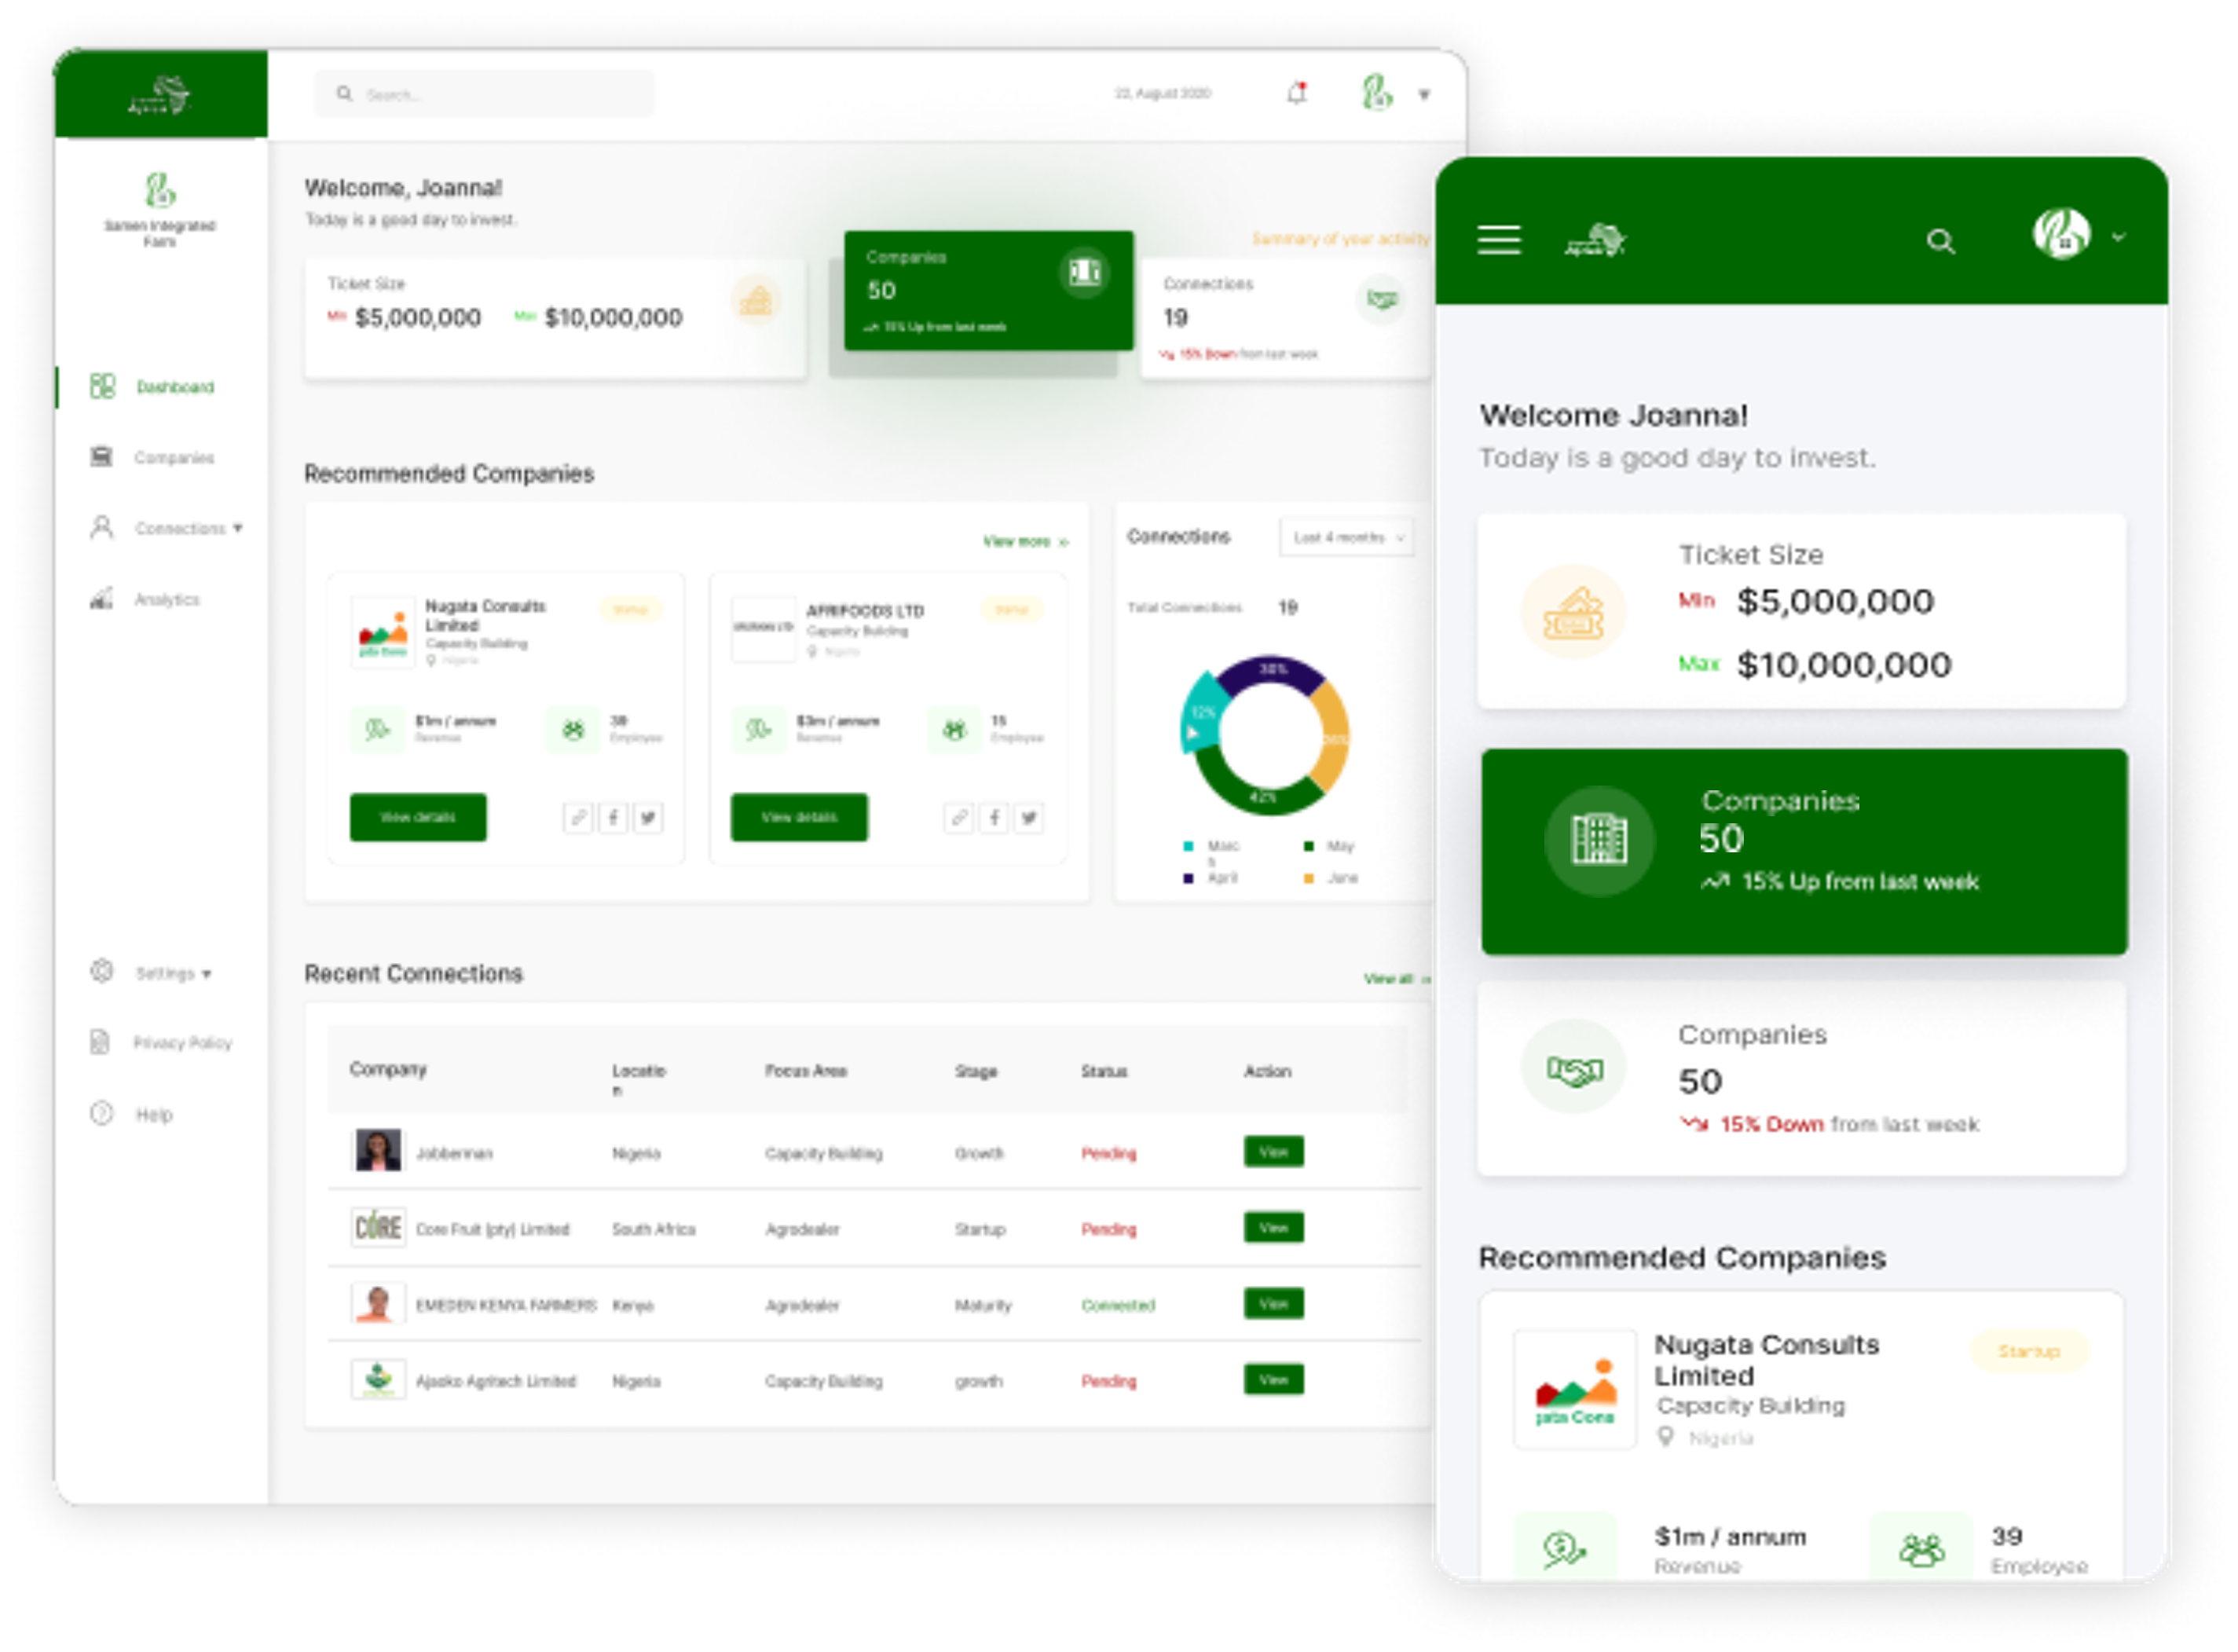 Search...
22, August 2020
Samen Integrated
Farm
Dashboard
Companies
Connections
Analytics
Settings
Privacy Policy
Help
Welcome, Joanna!
Today is a good day to invest.
Summary of your activity
Ticket Size
Min $5,000,000 Max $10,000,000
Companies
50
15% Up from last week
Connections
19
15% Down from last week
Recommended Companies
View more
Nugata Consults
Limited
Capacity Building
Nigeria
Startup
$1m / annum
Revenue
39
Employee
View details
AFRIFOODS LTD
Capacity Building
Nigeria
Startup
$3m / annum
Revenue
15
Employee
View details
Connections
Last 4 months
Total Connections 19
30%
12%
42%
Marc
h
May
April
June
Recent Connections
View all
Company Locatio
n
Focus Area Stage Status Action
Jobberman Nigeria Capacity Building Growth Pending View
CORE Core Fruit (pty) Limited South Africa Agrodealer Startup Pending View
EMEDEN KENYA FARMERS Kenya Agrodealer Maturity Connected View
Ajaoko Agritech Limited Nigeria Capacity Building growth Pending View
Welcome Joanna!
Today is a good day to invest.
Ticket Size
Min $5,000,000
Max $10,000,000
Companies
50
15% Up from last week
Companies
50
15% Down from last week
Recommended Companies
Nugata Consults
Limited
Capacity Building
Nigeria
Startup
gata Cons
$1m / annum
Revenue
39
Employee